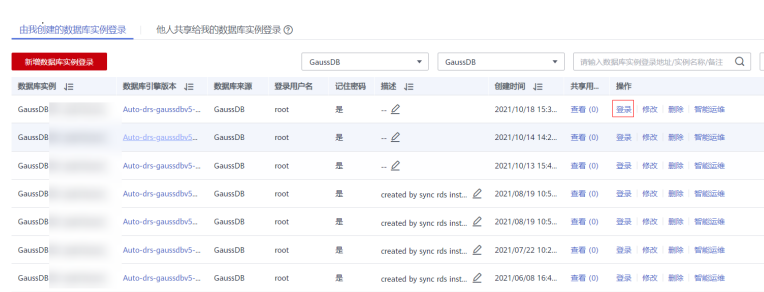 由我创建的数据库实例登录 他人共享给我的数据库实例登录
新增数据库实例登录 GaussDB GaussDB 请输入数据库实例登录地址/实例名称/备注
数据库实例 数据库引擎版本 数据库来源 登录用户名 记住密码 描述 创建时间 共享用... 操作
GaussDB Auto-drs-gaussdbv5-... GaussDB root 是 -- 2021/10/18 15:3... 查看 (0) 登录 修改 删除 智能运维
GaussDB Auto-drs-gaussdbv5... GaussDB root 是 -- 2021/10/14 14:2... 查看 (0) 登录 修改 删除 智能运维
GaussDB Auto-drs-gaussdbv5-... GaussDB root 是 -- 2021/10/13 15:4... 查看 (0) 登录 修改 删除 智能运维
GaussDB Auto-drs-gaussdbv5... GaussDB root 是 created by sync rds inst... 2021/08/19 10:5... 查看 (0) 登录 修改 删除 智能运维
GaussDB Auto-drs-gaussdbv5... GaussDB root 是 created by sync rds inst... 2021/08/19 10:5... 查看 (0) 登录 修改 删除 智能运维
GaussDB Auto-drs-gaussdbv5-... GaussDB root 是 created by sync rds inst... 2021/07/22 10:2... 查看 (0) 登录 修改 删除 智能运维
GaussDB Auto-drs-gaussdbv5-... GaussDB root 是 created by sync rds inst... 2021/06/08 16:4... 查看 (0) 登录 修改 删除 智能运维